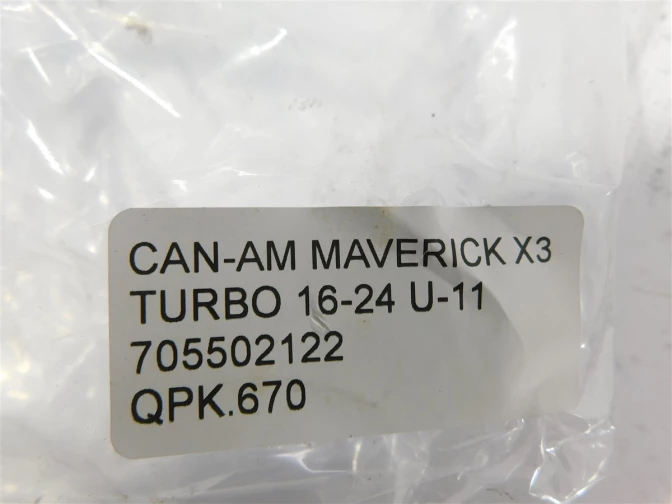 CAN-AM MAVERICK X3
TURBO 16-24 U-11
705502122
QPK.670